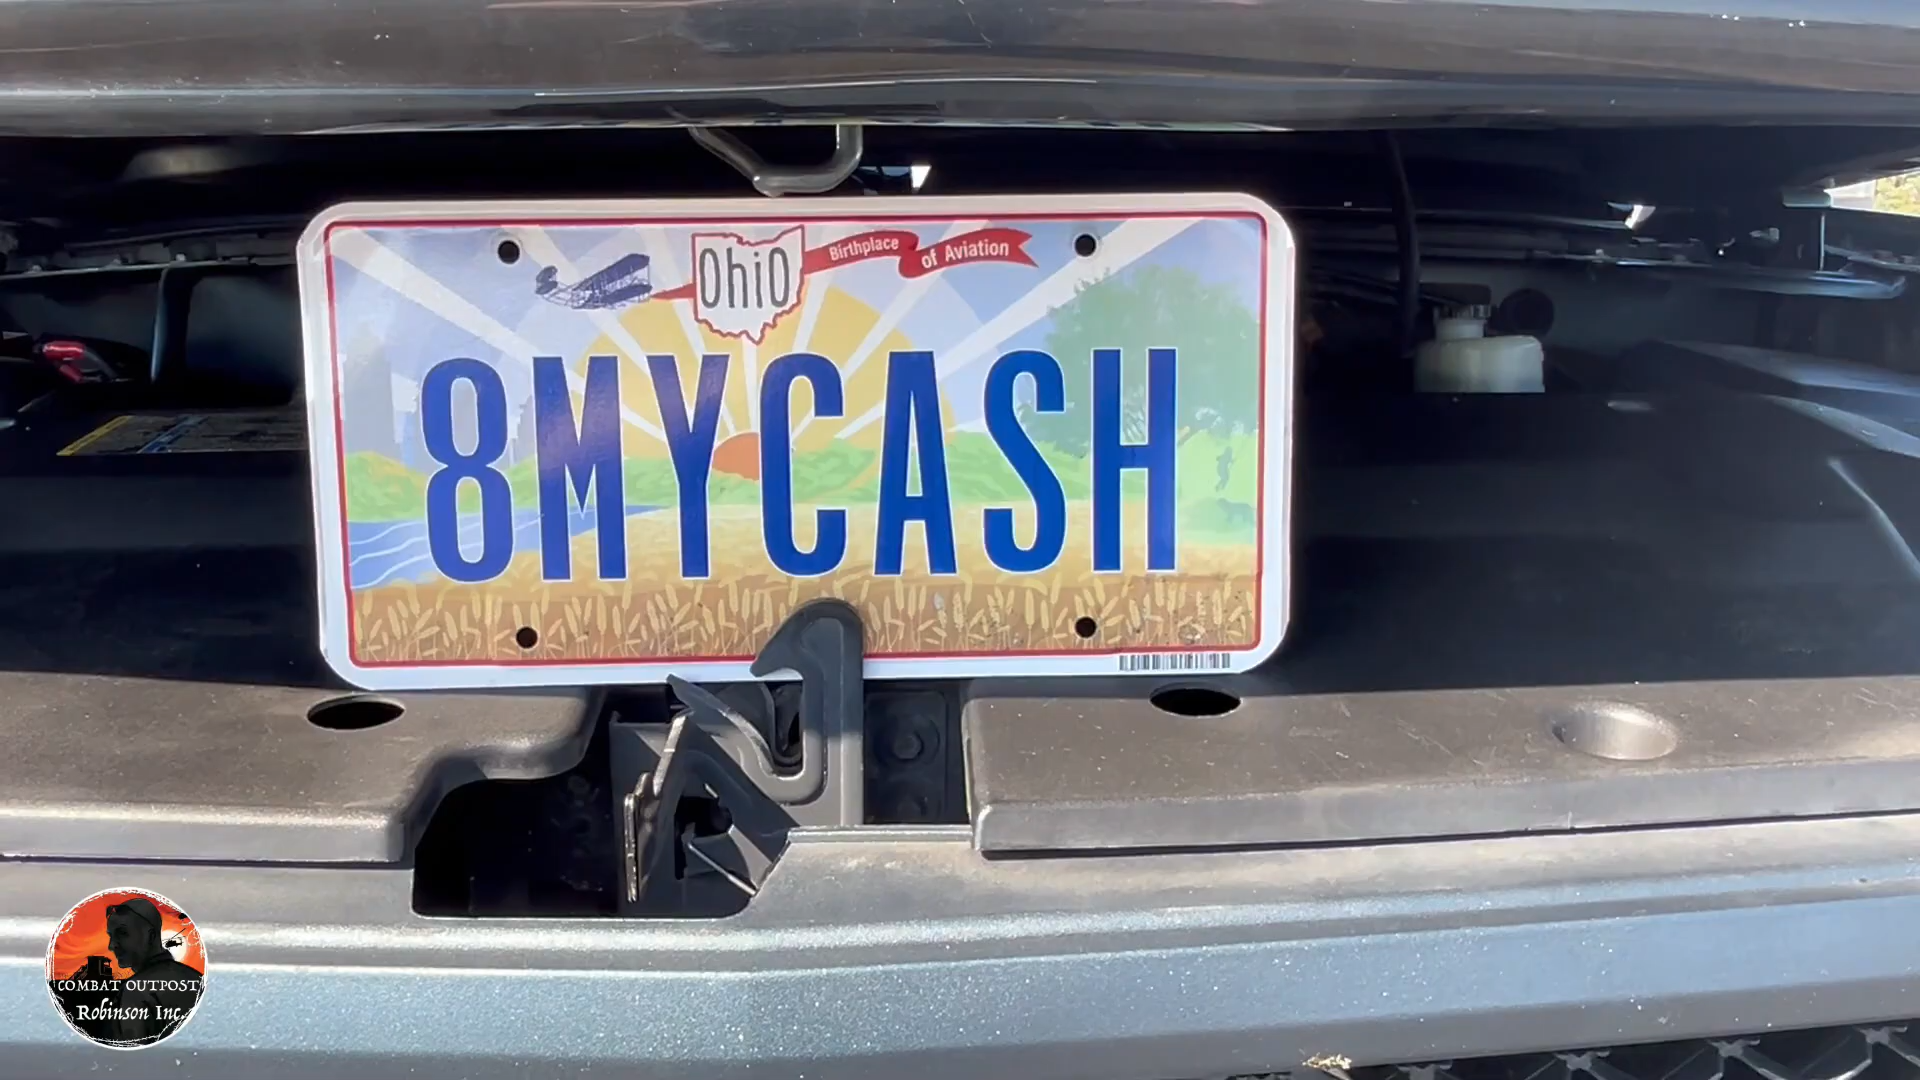 Ohio
Birthplace of Aviation
8MYCASH
COMBAT OUTPOST
Robinson Inc.